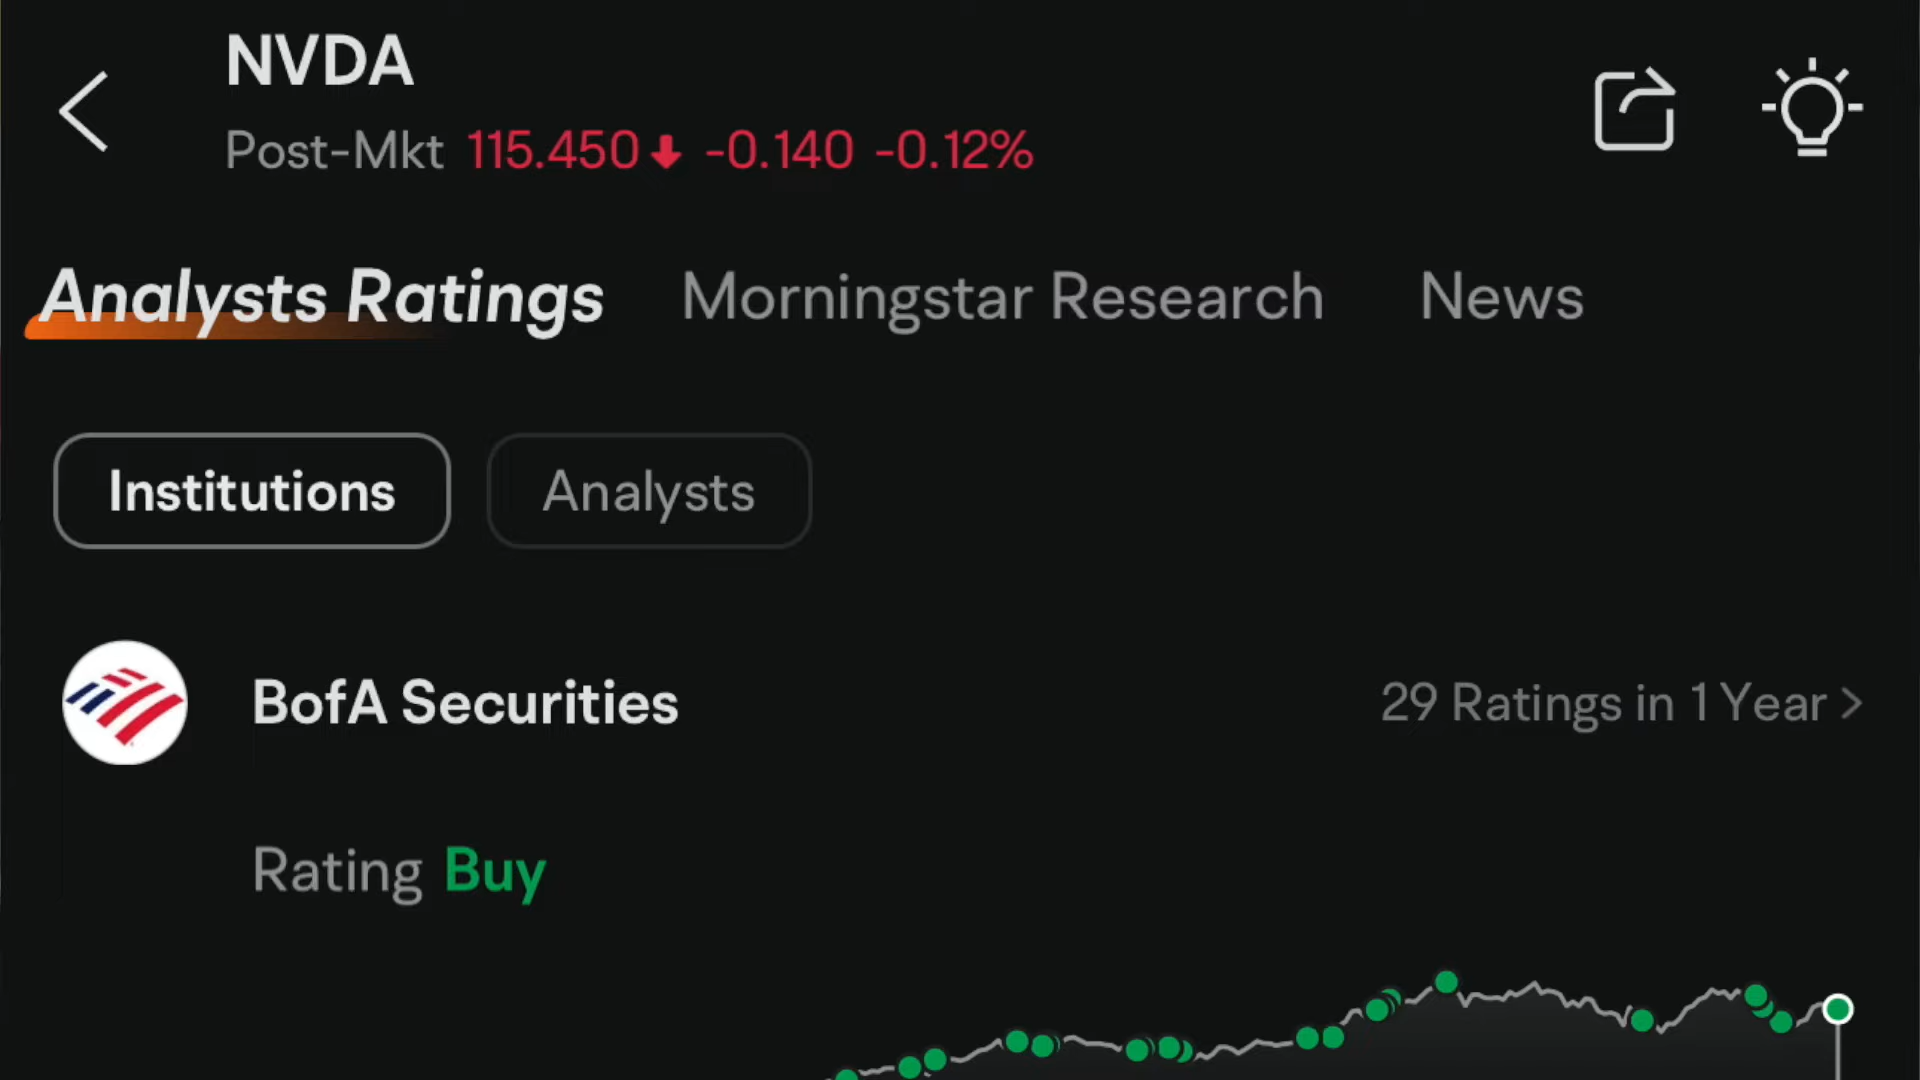 NVDA
Post-Mkt 115.450 -0.140 -0.12%
Analysts Ratings Morningstar Research News
Institutions Analysts
BofA Securities 29 Ratings in 1 Year
Rating Buy